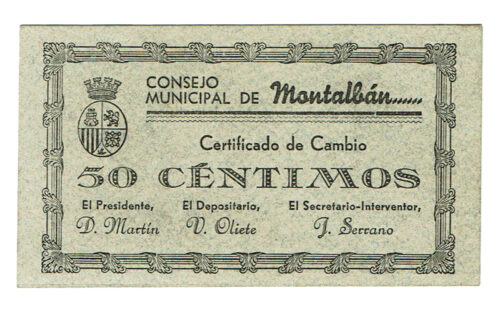 CONSEJO
MUNICIPAL DE Montalbán......
Certificado de Cambio
50 CÉNTIMOS
El Presidente, El Depositario, El Secretario-Interventor,
D. Martín V. Oliete J. Serrano